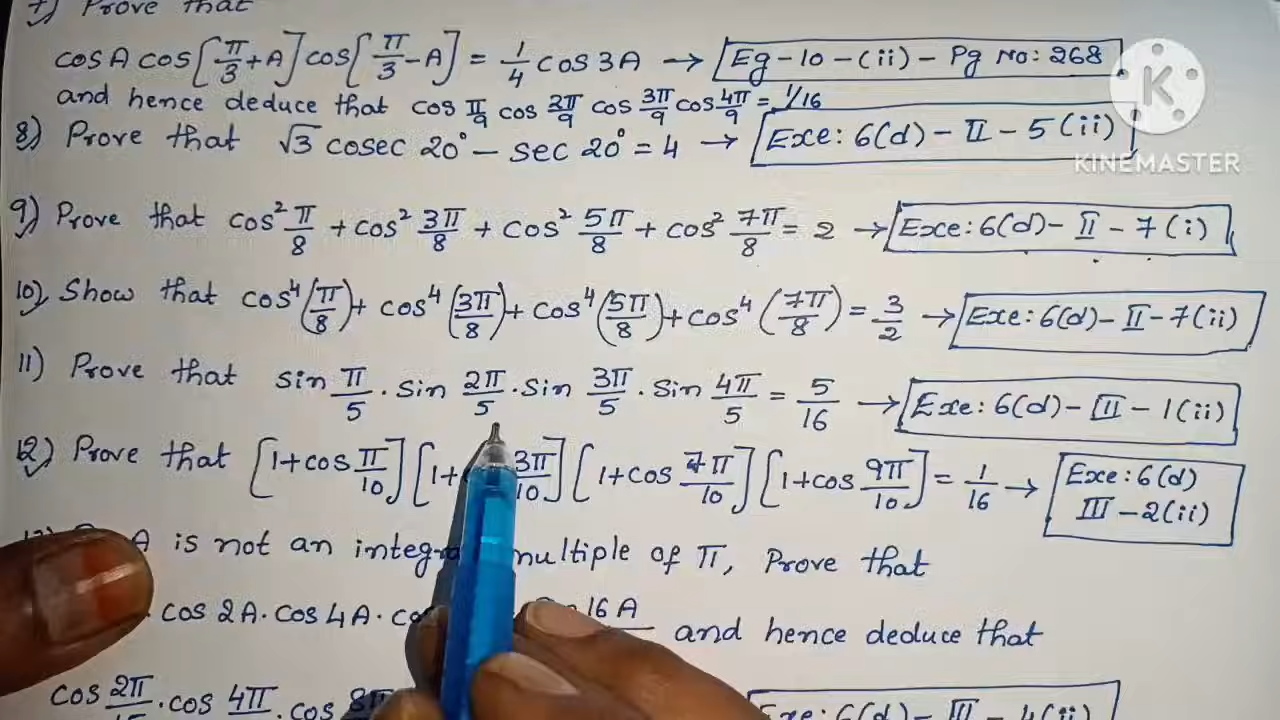 7) Prove that
cos A cos[π/3 + A] cos[π/3 - A] = 1/4 cos 3A → Eg-10-(ii)- Pg No: 268
and hence deduce that cos π/9 cos 2π/9 cos 3π/9 cos 4π/9 = 1/16
8) Prove that √3 cosec 20° - sec 20° = 4 → Exe: 6(d)-II-5(ii)
KINEMASTER
9) Prove that cos² π/8 + cos² 3π/8 + cos² 5π/8 + cos² 7π/8 = 2 → Exe: 6(d)-II-7(i)
10) Show that cos⁴(π/8) + cos⁴(3π/8) + cos⁴(5π/8) + cos⁴(7π/8) = 3/2 → Exe: 6(d)-II-7(ii)
11) Prove that sin π/5 . sin 2π/5 . sin 3π/5 . sin 4π/5 = 5/16 → Exe: 6(d)-III-1(ii)
12) Prove that [1+cos π/10] [1+ 3π/10] [1+cos 7π/10] [1+cos 9π/10] = 1/16 → Exe: 6(d) III-2(ii)
A is not an integ multiple of π, Prove that
. cos 2A . cos 4A . 16A and hence deduce that
cos 2π . cos 4π . cos 8π Exe: 6(d)-III-4(ii)